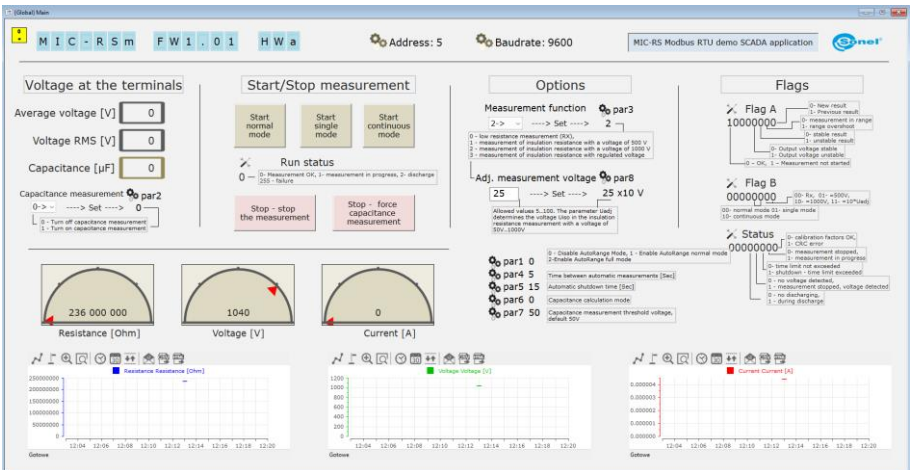 (Global) Main
MIC-RSm FW1.01 HWa
Address: 5
Baudrate: 9600
MIC-RS Modbus RTU demo SCADA application
Sonel
Voltage at the terminals
Average voltage [V] 0
Voltage RMS [V] 0
Capacitance [µF] 0
Capacitance measurement par2
0-> ----> Set ----> 0
0 - Turn off capacitance measurement
1 - Turn on capacitance measurement
Start/Stop measurement
Start normal mode
Start single mode
Start continuous mode
Run status
0
0- Measurement OK, 1- measurement in progress, 2- discharge
255 - failure
Stop - stop the measurement
Stop - force capacitance measurement
Options
Measurement function par3
2-> ----> Set ----> 2
0 - low resistance measurement (RX),
1 - measurement of insulation resistance with a voltage of 500 V
2 - measurement of insulation resistance with a voltage of 1000 V
3 - measurement of insulation resistance with regulated voltage
Adj. measurement voltage par8
25 ----> Set ----> 25 x10 V
Allowed values 5..100. The parameter Uadj
determines the voltage Uiso in the insulation
resistance measurement with a voltage of
50V..1000V
par1 0
0 - Disable AutoRange Mode, 1 - Enable AutoRange normal mode
2-Enable AutoRange full mode
par4 5 Time between automatic measurements [Sec]
par5 15 Automatic shutdown time [Sec]
par6 0 Capacitance calculation mode
par7 50 Capacitance measurement threshold voltage,
default 50V
Flags
Flag A
10000000
0- New result
1- Previous result
0- measurement in range
1- range overshoot
0- stable result
1- unstable result
0- Output voltage stable
1- Output voltage unstable
0 - OK, 1 - Measurement not started
Flag B
00000000
00- Rx, 01- =500V,
10- =1000V, 11- =10*Uadj
00- normal mode 01- single mode
10- continuous mode
Status
00000000
0- calibration factors OK,
1- CRC error
0- measurement stopped,
1- measurement in progress
0- time limit not exceeded
1- shutdown - time limit exceeded
0 - no voltage detected,
1 - measurement stopped, voltage detected
0 - no discharging,
1 - during discharge
236 000 000
Resistance [Ohm]
1040
Voltage [V]
0
Current [A]
Resistance Resistance [Ohm]
250000000
200000000
150000000
100000000
50000000
0
12:04 12:06 12:08 12:10 12:12 12:14 12:16 12:18 12:20
Gotowe
Voltage Voltage [V]
1200
1000
800
600
400
200
0
12:04 12:06 12:08 12:10 12:12 12:14 12:16 12:18 12:20
Gotowe
Current Current [A]
0.000004
0.000003
0.000002
0.000001
0.000000
12:04 12:06 12:08 12:10 12:12 12:14 12:16 12:18 12:20
Gotowe